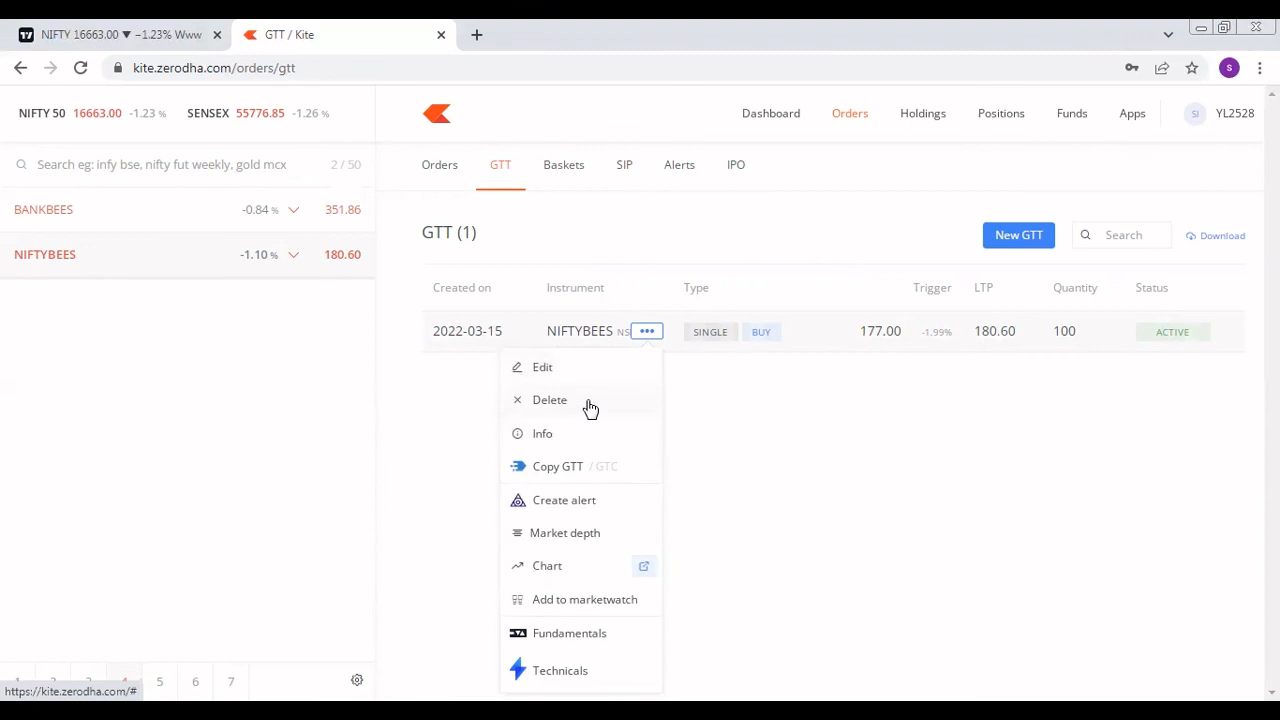 NIFTY 16663.00 ▼ −1.23% Www
GTT / Kite
kite.zerodha.com/orders/gtt
S
NIFTY 50 16663.00 -1.23 % SENSEX 55776.85 -1.26 %
Dashboard Orders Holdings Positions Funds Apps SI YL2528
Search eg: infy bse, nifty fut weekly, gold mcx 2 / 50
Orders GTT Baskets SIP Alerts IPO
BANKBEES -0.84 % 351.86
NIFTYBEES -1.10 % 180.60
GTT (1)
New GTT Search Download
Created on Instrument Type Trigger LTP Quantity Status
2022-03-15 NIFTYBEES NS ••• SINGLE BUY 177.00 -1.99% 180.60 100 ACTIVE
Edit
Delete
Info
Copy GTT / GTC
Create alert
Market depth
Chart
Add to marketwatch
Fundamentals
Technicals
4 5 6 7
https://kite.zerodha.com/#